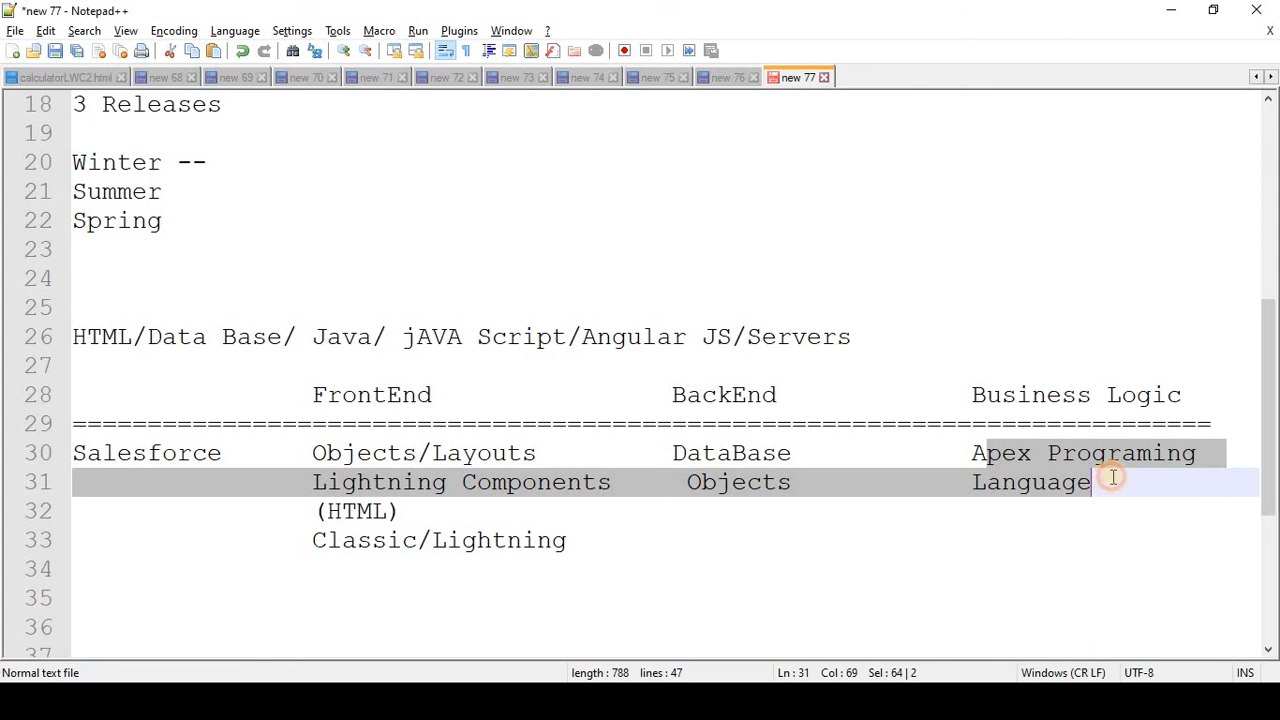 *new 77 - Notepad++
File Edit Search View Encoding Language Settings Tools Macro Run Plugins Window ? X
calculatorLWC2.html new 68 new 69 new 70 new 71 new 72 new 73 new 74 new 75 new 76 new 77
18 3 Releases
19
20 Winter --
21 Summer
22 Spring
23
24
25
26 HTML/Data Base/ Java/ jAVA Script/Angular JS/Servers
27
28 FrontEnd BackEnd Business Logic
29 ============================================================================
30 Salesforce Objects/Layouts DataBase Apex Programing
31 Lightning Components Objects Language
32 (HTML)
33 Classic/Lightning
34
35
36
37
Normal text file length : 788 lines : 47 Ln : 31 Col : 69 Sel : 64 | 2 Windows (CR LF) UTF-8 INS